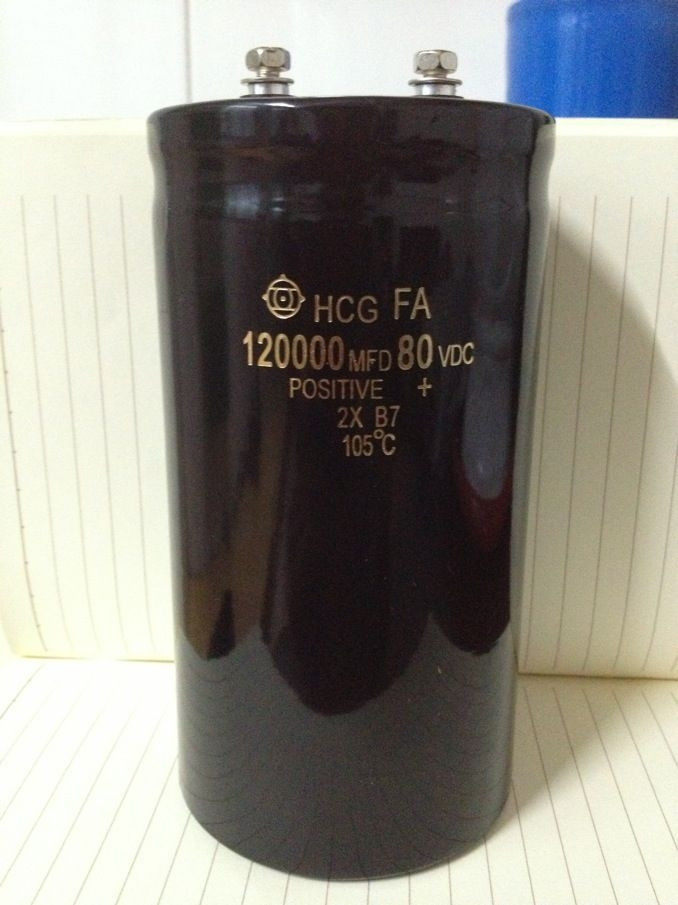 HCG FA
120000 MFD 80 VDC
POSITIVE +
2X B7
105°C